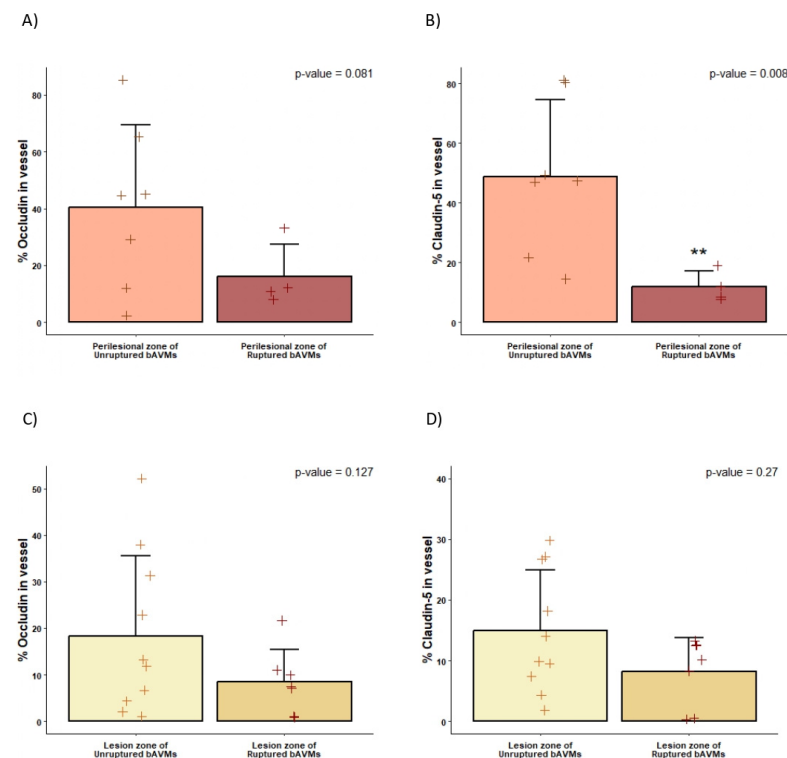 A)
p-value = 0.081
% Occludin in vessel
80
60
40
20
0
Perilesional zone of
Unruptured bAVMs
Perilesional zone of
Ruptured bAVMs
B)
p-value = 0.008
% Claudin-5 in vessel
80
60
40
20
0
**
Perilesional zone of
Unruptured bAVMs
Perilesional zone of
Ruptured bAVMs
C)
p-value = 0.127
% Occludin in vessel
50
40
30
20
10
0
Lesion zone of
Unruptured bAVMs
Lesion zone of
Ruptured bAVMs
D)
p-value = 0.27
% Claudin-5 in vessel
40
30
20
10
0
Lesion zone of
Unruptured bAVMs
Lesion zone of
Ruptured bAVMs